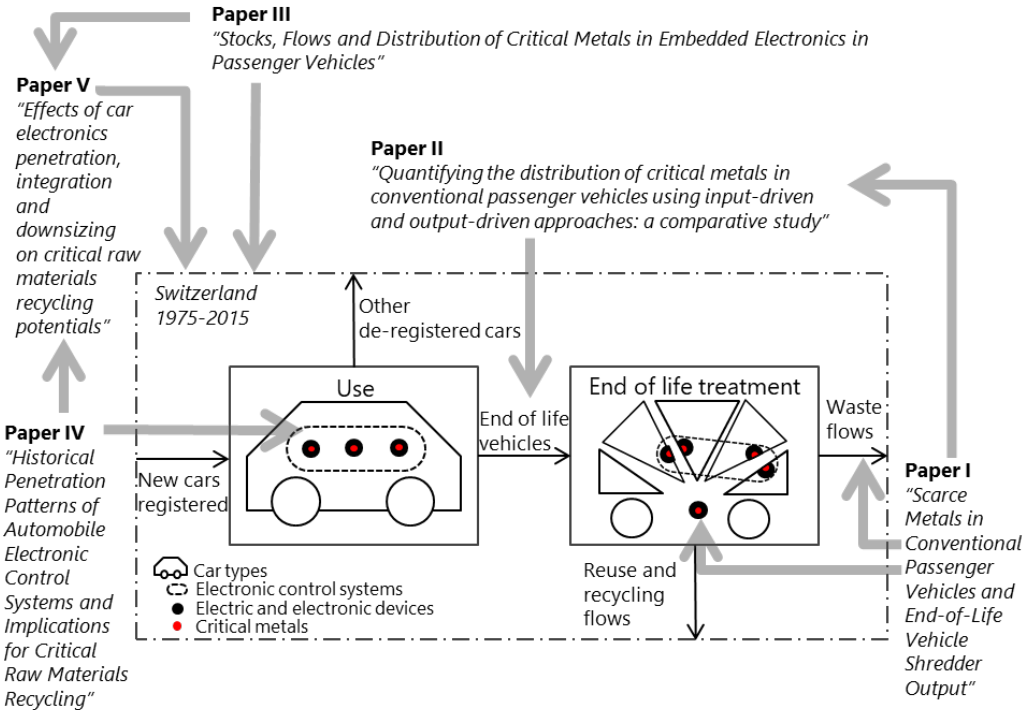 Paper III
“Stocks, Flows and Distribution of Critical Metals in Embedded Electronics in
Passenger Vehicles”
Paper V
“Effects of car
electronics
penetration,
integration
and
downsizing
on critical raw
materials
recycling
potentials”
Paper II
“Quantifying the distribution of critical metals in
conventional passenger vehicles using input-driven
and output-driven approaches: a comparative study”
Switzerland
1975-2015
Other
de-registered cars
Use
End of life treatment
End of life
vehicles
Waste
flows
Paper IV
“Historical
Penetration
Patterns of
Automobile
Electronic
Control
Systems and
Implications
for Critical
Raw Materials
Recycling”
New cars
registered
Paper I
“Scarce
Metals in
Conventional
Passenger
Vehicles and
End-of-Life
Vehicle
Shredder
Output”
Reuse and
recycling
flows
Car types
Electronic control systems
Electric and electronic devices
Critical metals